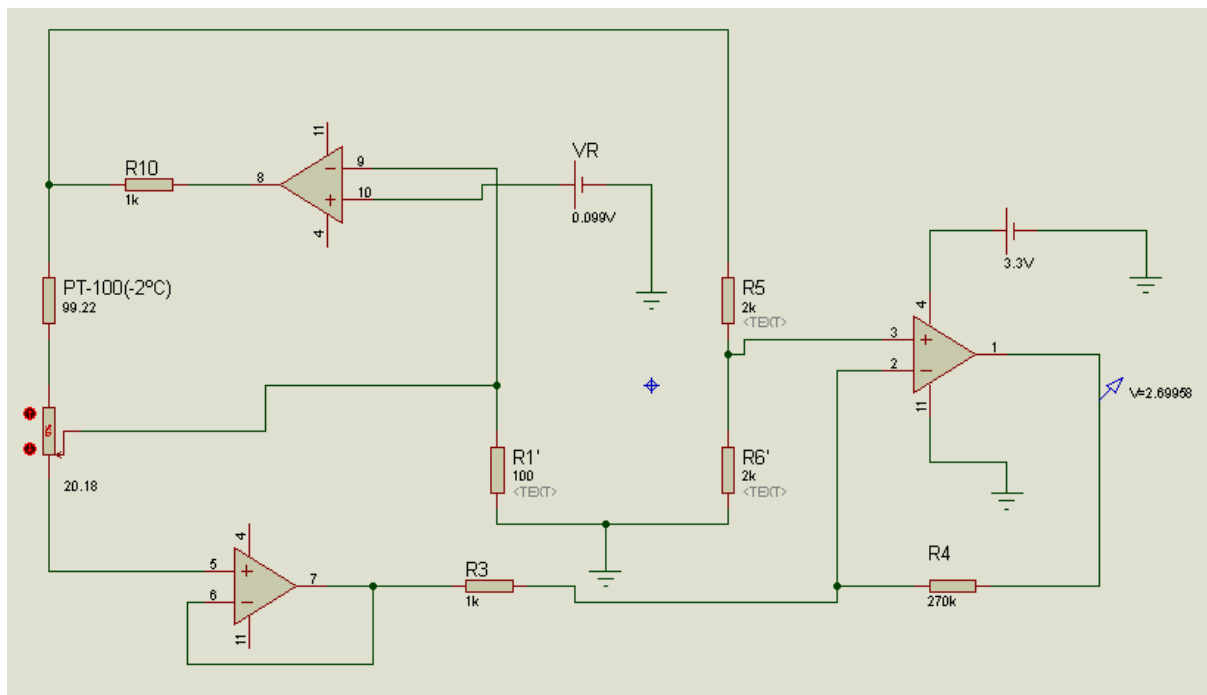 11
R10
1k
8
9
10
4
VR
0.099V
3.3V
PT-100(-2ºC)
99.22
R5
2k
<TEXT>
4
3
1
2
11
V=2.69958
20.18
R1'
100
<TEXT>
R6'
2k
<TEXT>
4
5
7
6
11
R3
1k
R4
270k